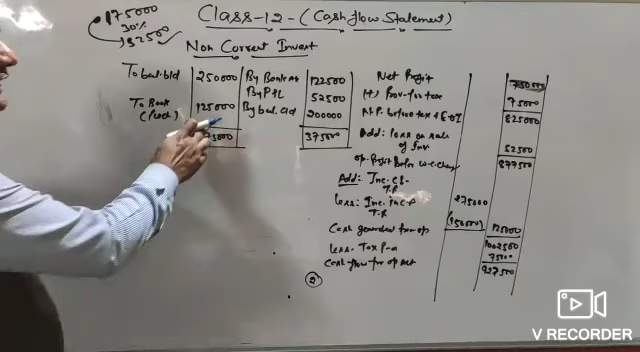 Class-12-(Cash flow Statement)
175000
30%
52500
Non Current Invest
To bal. b/d 250000 By Bank A/c 122500
By P&L 52500
To Bank 125000 By bal. c/d 200000
(Purch)
5000 375000
Net Profit 750000
(+) Prov. for tax 75000
N.P. before tax & E.O.I 825000
Add: loss on sale
of Inv. 52500
Op. Profit Before W.C. Change 877500
Add: Inc. CL-
T.P 275000
Less: Inc. in C.A
T.R (150000) 125000
Cash generated from op 1002500
Less- Tax P-d 75000
Cash flow from op Act 927500
2
V RECORDER